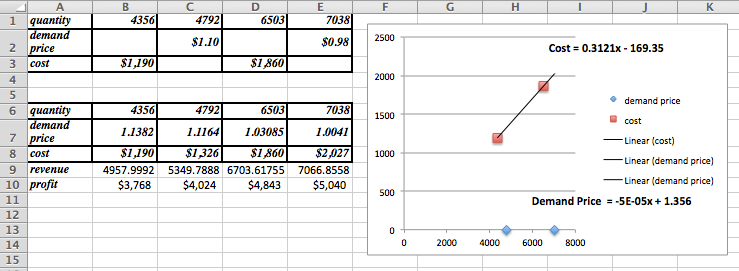 A B C D E F G H I J K
1 quantity 4356 4792 6503 7038
2 demand price $1.10 $0.98
3 cost $1,190 $1,860
4
5
6 quantity 4356 4792 6503 7038
7 demand price 1.1382 1.1164 1.03085 1.0041
8 cost $1,190 $1,326 $1,860 $2,027
9 revenue 4957.9992 5349.7888 6703.61755 7066.8558
10 profit $3,768 $4,024 $4,843 $5,040
11
12
13
14
15
2500
2000
1500
1000
500
0
0 2000 4000 6000 8000
Cost = 0.3121x - 169.35
demand price
cost
Linear (cost)
Linear (demand price)
Linear (demand price)
Demand Price = -5E-05x + 1.356